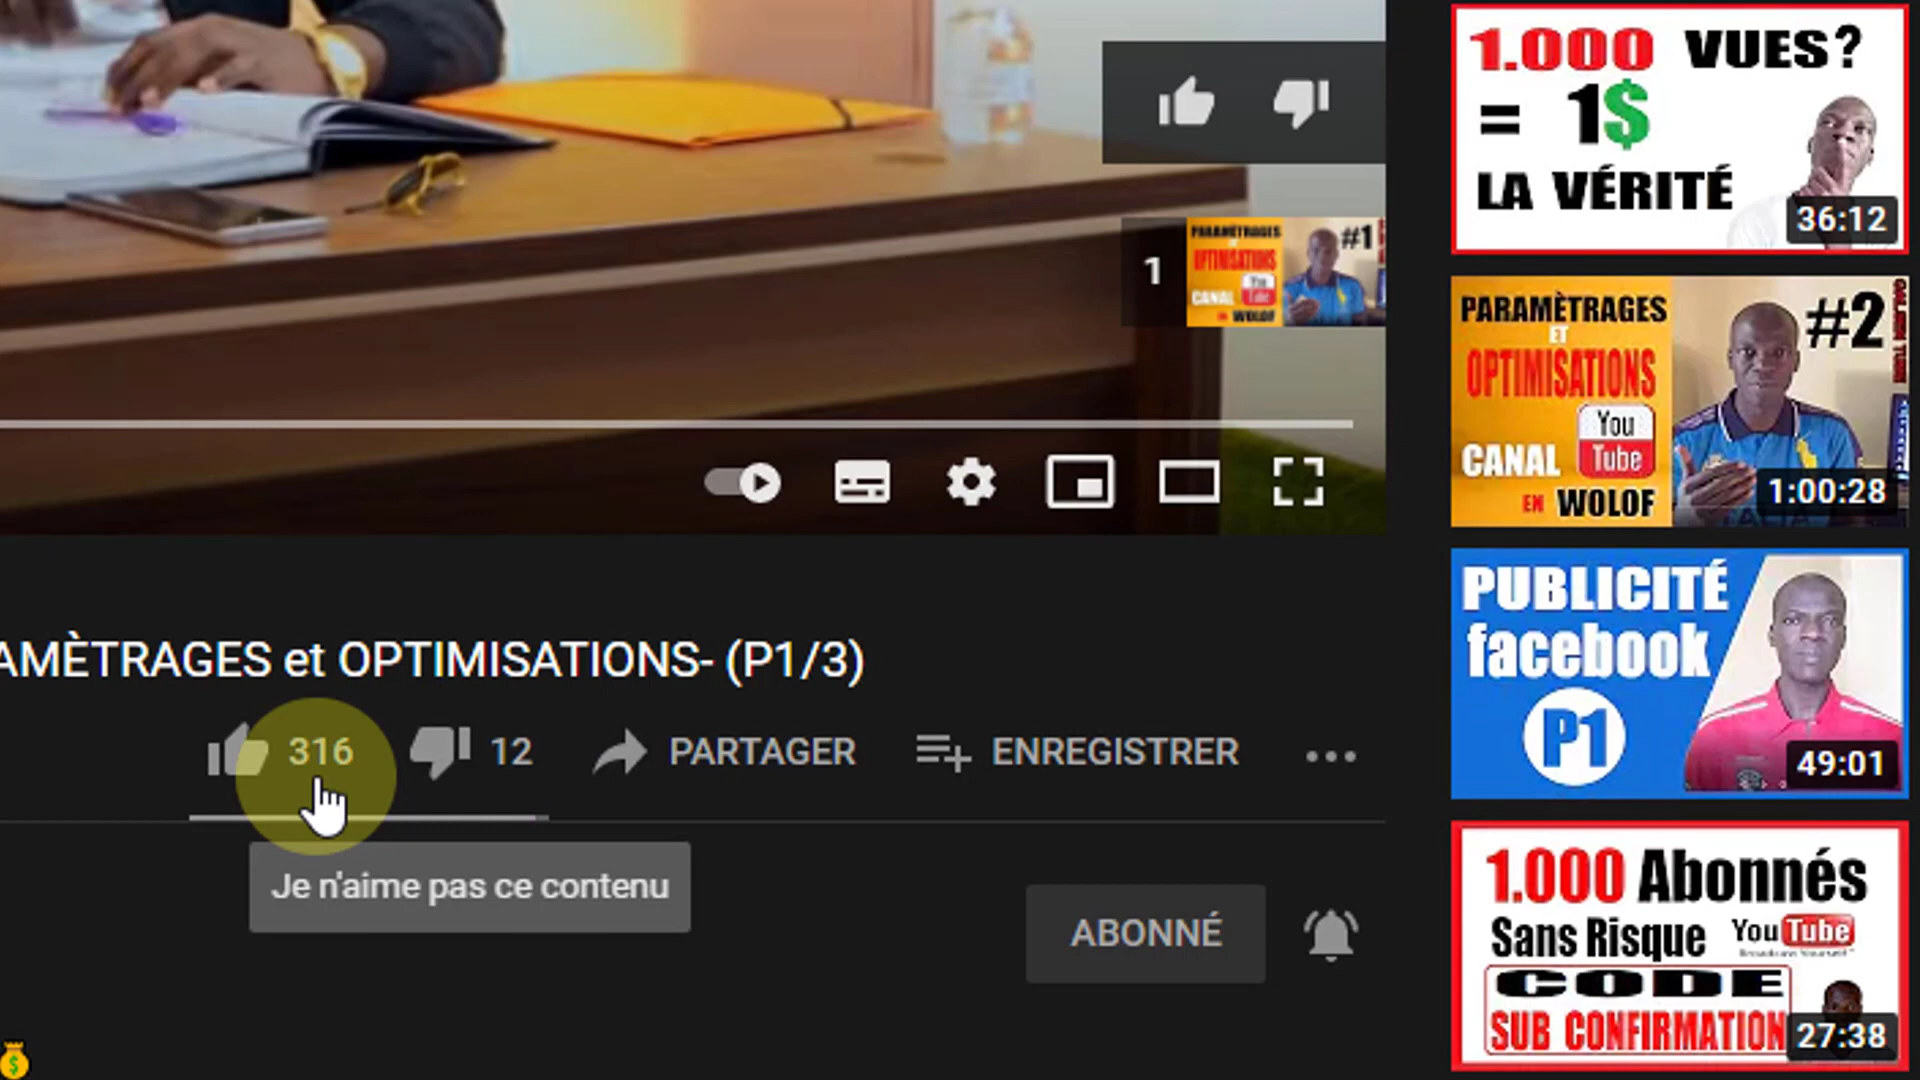 1
PARAMÈTRAGES
#1
OPTIMISATIONS
You
CANAL Tube
EN WOLOF
AMÈTRAGES et OPTIMISATIONS- (P1/3)
316
12
PARTAGER
ENREGISTRER
Je n'aime pas ce contenu
ABONNÉ
1.000 VUES?
= 1$
LA VÉRITÉ
36:12
PARAMÈTRAGES
ET
#2
OPTIMISATIONS
You
CANAL Tube
EN WOLOF
1:00:28
PUBLICITÉ
facebook
P1
49:01
1.000 Abonnés
Sans Risque YouTube
CODE
SUB CONFIRMATION
27:38